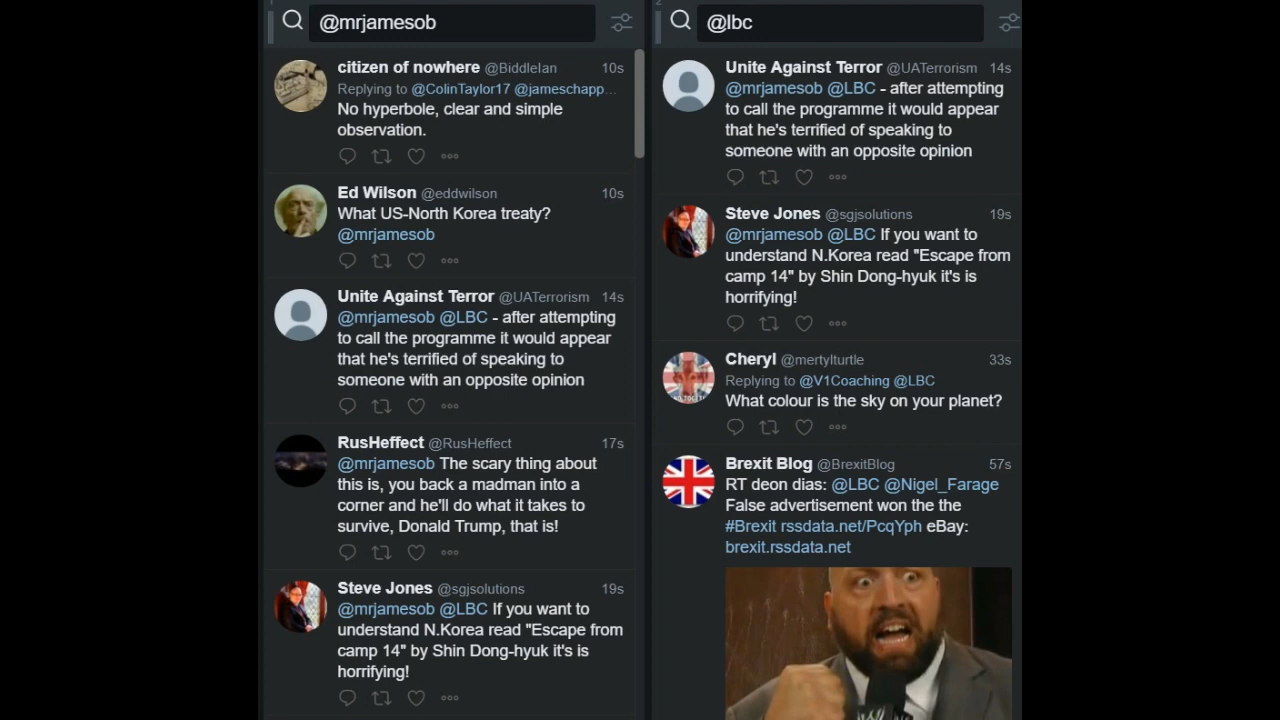 1
@mrjamesob
citizen of nowhere @BiddleIan 10s
Replying to @ColinTaylor17 @jameschapp...
No hyperbole, clear and simple
observation.
Ed Wilson @eddwilson 10s
What US-North Korea treaty?
@mrjamesob
Unite Against Terror @UATerrorism 14s
@mrjamesob @LBC - after attempting
to call the programme it would appear
that he's terrified of speaking to
someone with an opposite opinion
RusHeffect @RusHeffect 17s
@mrjamesob The scary thing about
this is, you back a madman into a
corner and he'll do what it takes to
survive, Donald Trump, that is!
Steve Jones @sgjsolutions 19s
@mrjamesob @LBC If you want to
understand N.Korea read "Escape from
camp 14" by Shin Dong-hyuk it's is
horrifying!
2
@lbc
Unite Against Terror @UATerrorism 14s
@mrjamesob @LBC - after attempting
to call the programme it would appear
that he's terrified of speaking to
someone with an opposite opinion
Steve Jones @sgjsolutions 19s
@mrjamesob @LBC If you want to
understand N.Korea read "Escape from
camp 14" by Shin Dong-hyuk it's is
horrifying!
Cheryl @mertylturtle 33s
Replying to @V1Coaching @LBC
What colour is the sky on your planet?
Brexit Blog @BrexitBlog 57s
RT deon dias: @LBC @Nigel_Farage
False advertisement won the the
#Brexit rssdata.net/PcqYph eBay:
brexit.rssdata.net